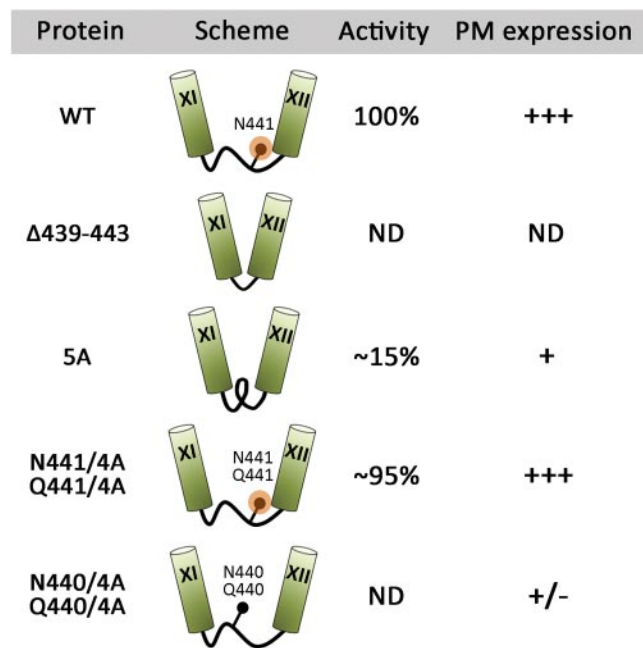 Protein Scheme Activity PM expression
XI XII
N441
WT 100% +++
XI XII
Δ439-443 ND ND
XI XII
5A ~15% +
XI XII
N441
Q441
N441/4A
Q441/4A
~95% +++
XI XII
N440
Q440
N440/4A
Q440/4A
ND +/-